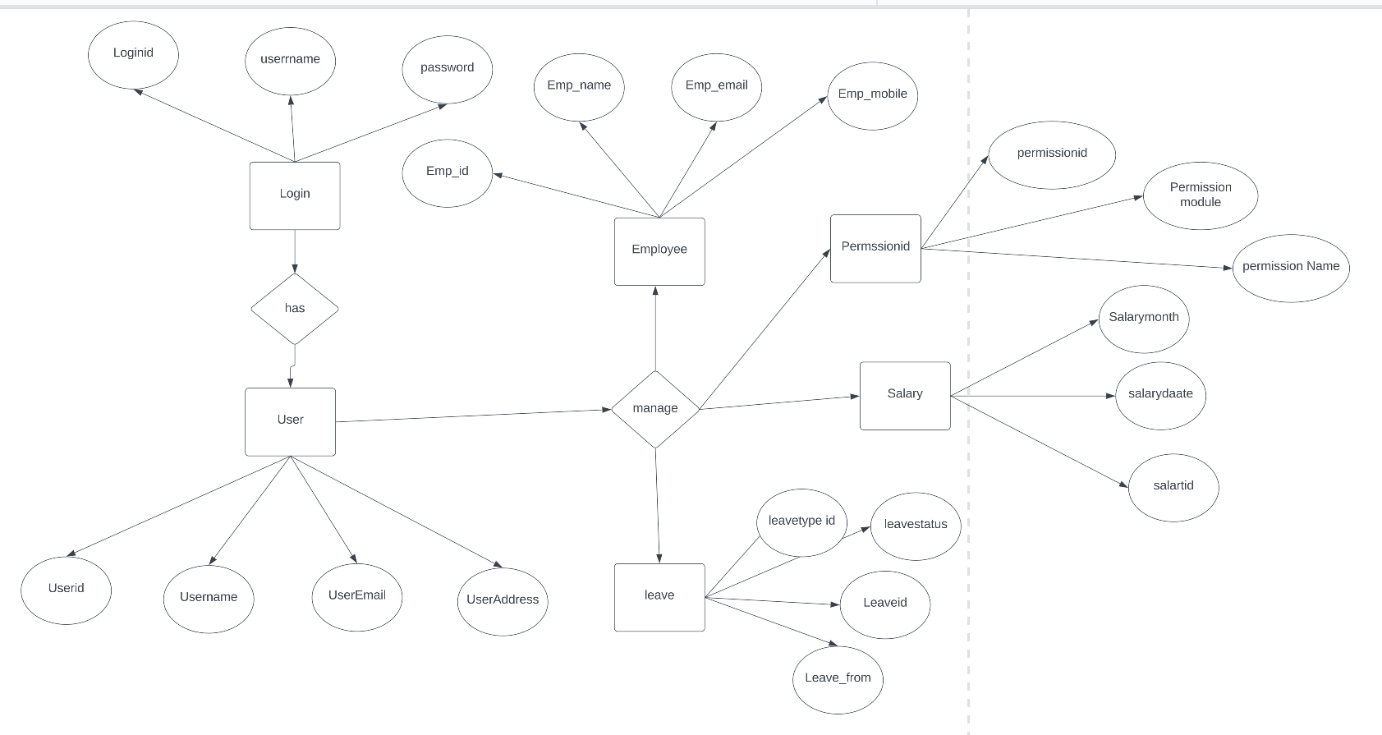 Loginid
userrname
password
Emp_name
Emp_email
Emp_mobile
Emp_id
Login
Employee
Permssionid
permissionid
Permission
module
permission Name
has
Salarymonth
User
manage
Salary
salarydaate
salartid
leavetype id
leavestatus
Userid
Username
UserEmail
UserAddress
leave
Leaveid
Leave_from